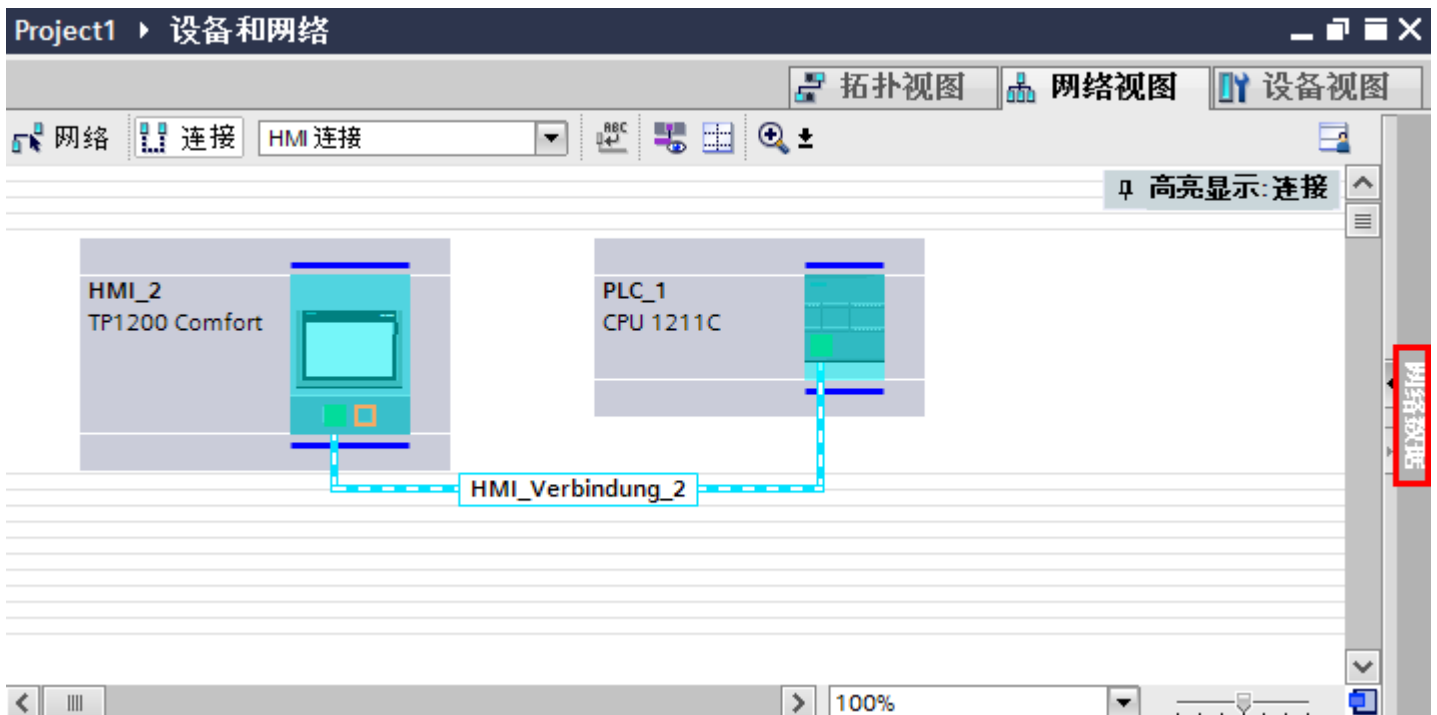 Project1 ▸ 设备和网络
拓扑视图 网络视图 设备视图
网络 连接 HMI 连接
高亮显示:连接
HMI_2
TP1200 Comfort
PLC_1
CPU 1211C
网络数据
HMI_Verbindung_2
100%